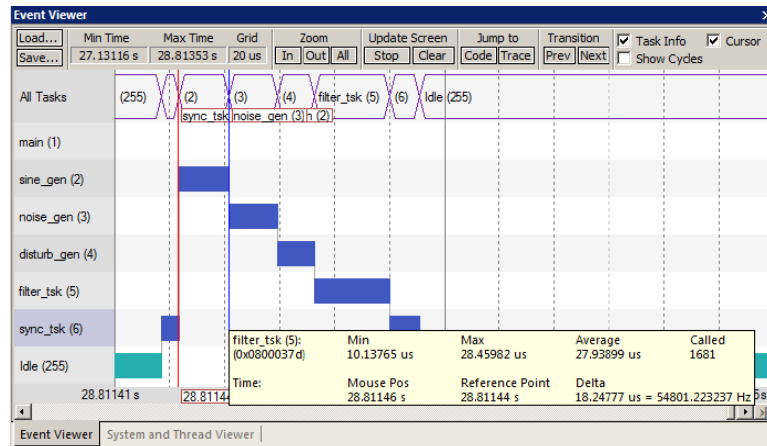 Event Viewer
Load... Min Time Max Time Grid Zoom Update Screen Jump to Transition Task Info Cursor
Save... 27.13116 s 28.81353 s 20 us In Out All Stop Clear Code Trace Prev Next Show Cycles
All Tasks (255) (2) (3) (4) filter_tsk (5) (6) Idle (255)
sync_tsk noise_gen (3) h (2)
main (1)
sine_gen (2)
noise_gen (3)
disturb_gen (4)
filter_tsk (5)
sync_tsk (6)
Idle (255)
filter_tsk (5): Min Max Average Called
(0x0800037d) 10.13765 us 28.45982 us 27.93899 us 1681
Time: Mouse Pos Reference Point Delta
28.81146 s 28.81144 s 18.24777 us = 54801.223237 Hz
28.81141 s 28.8114
Event Viewer System and Thread Viewer